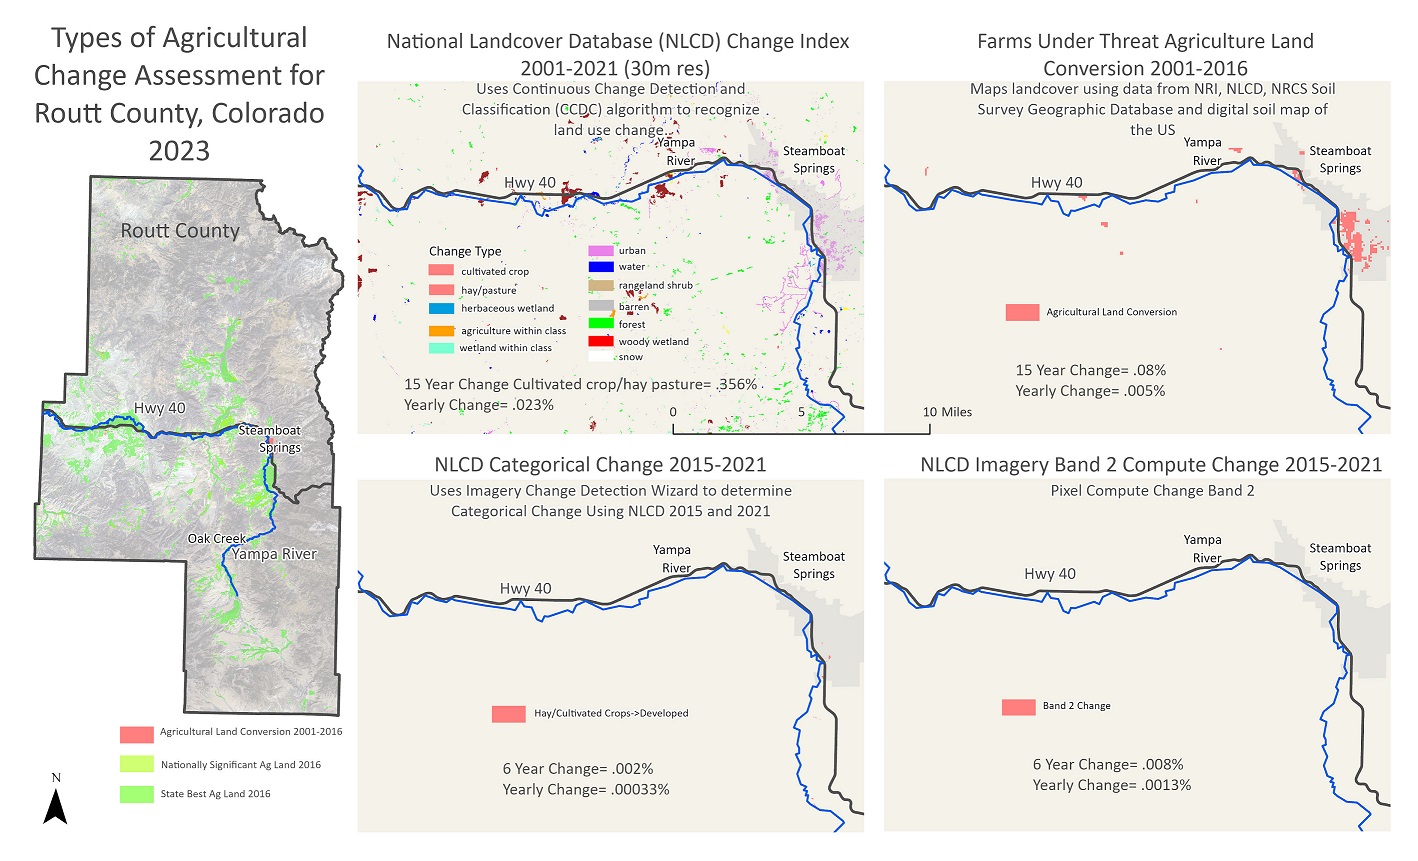 Types of Agricultural
Change Assessment for
Routt County, Colorado
2023
Routt County
Hwy 40
Steamboat
Springs
Oak Creek
Yampa River
Agricultural Land Conversion 2001-2016
Nationally Significant Ag Land 2016
State Best Ag Land 2016
N
National Landcover Database (NLCD) Change Index
2001-2021 (30m res)
Uses Continuous Change Detection and
Classification (CCDC) algorithm to recognize
land use change.
Yampa
River
Steamboat
Springs
Hwy 40
Change Type
cultivated crop
hay/pasture
herbaceous wetland
agriculture within class
wetland within class
urban
water
rangeland shrub
barren
forest
woody wetland
snow
15 Year Change Cultivated crop/hay pasture= .356%
Yearly Change= .023%
0 5 10 Miles
Farms Under Threat Agriculture Land
Conversion 2001-2016
Maps landcover using data from NRI, NLCD, NRCS Soil
Survey Geographic Database and digital soil map of
the US
Yampa
River
Steamboat
Springs
Hwy 40
Agricultural Land Conversion
15 Year Change= .08%
Yearly Change= .005%
NLCD Categorical Change 2015-2021
Uses Imagery Change Detection Wizard to determine
Categorical Change Using NLCD 2015 and 2021
Yampa
River
Steamboat
Springs
Hwy 40
Hay/Cultivated Crops->Developed
6 Year Change= .002%
Yearly Change= .00033%
NLCD Imagery Band 2 Compute Change 2015-2021
Pixel Compute Change Band 2
Yampa
River
Steamboat
Springs
Hwy 40
Band 2 Change
6 Year Change= .008%
Yearly Change= .0013%